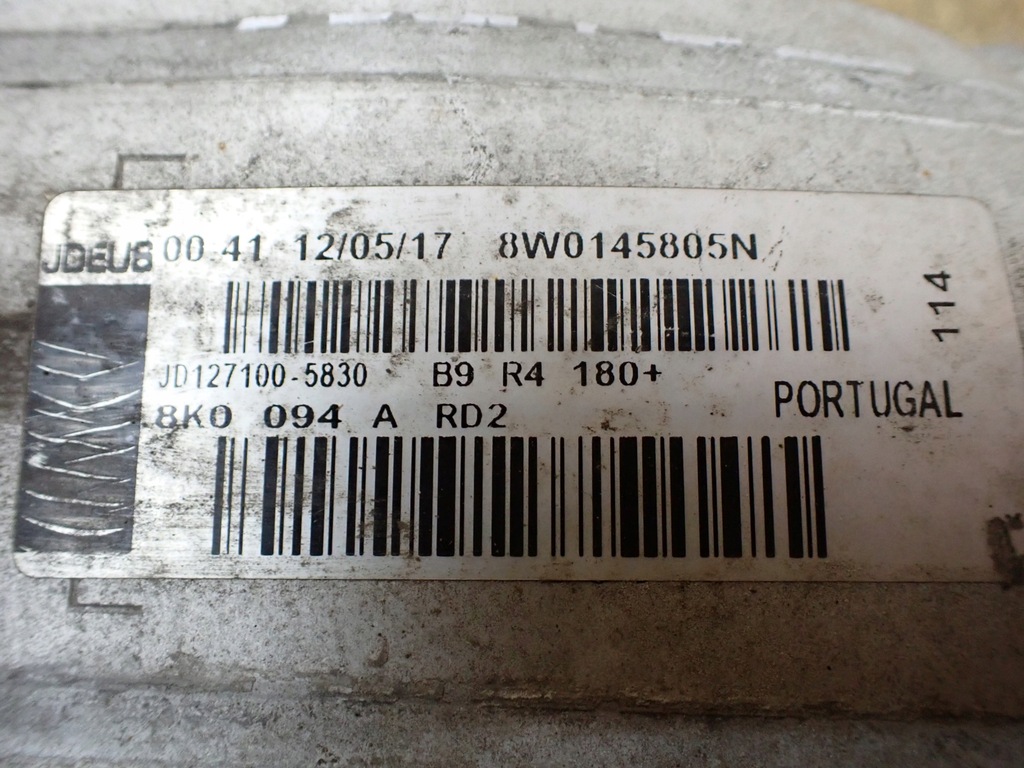 JDEUS 00 41 12/05/17 8W0145805N
114
JD127100-5830 B9 R4 180+
PORTUGAL
8K0 094 A RD2